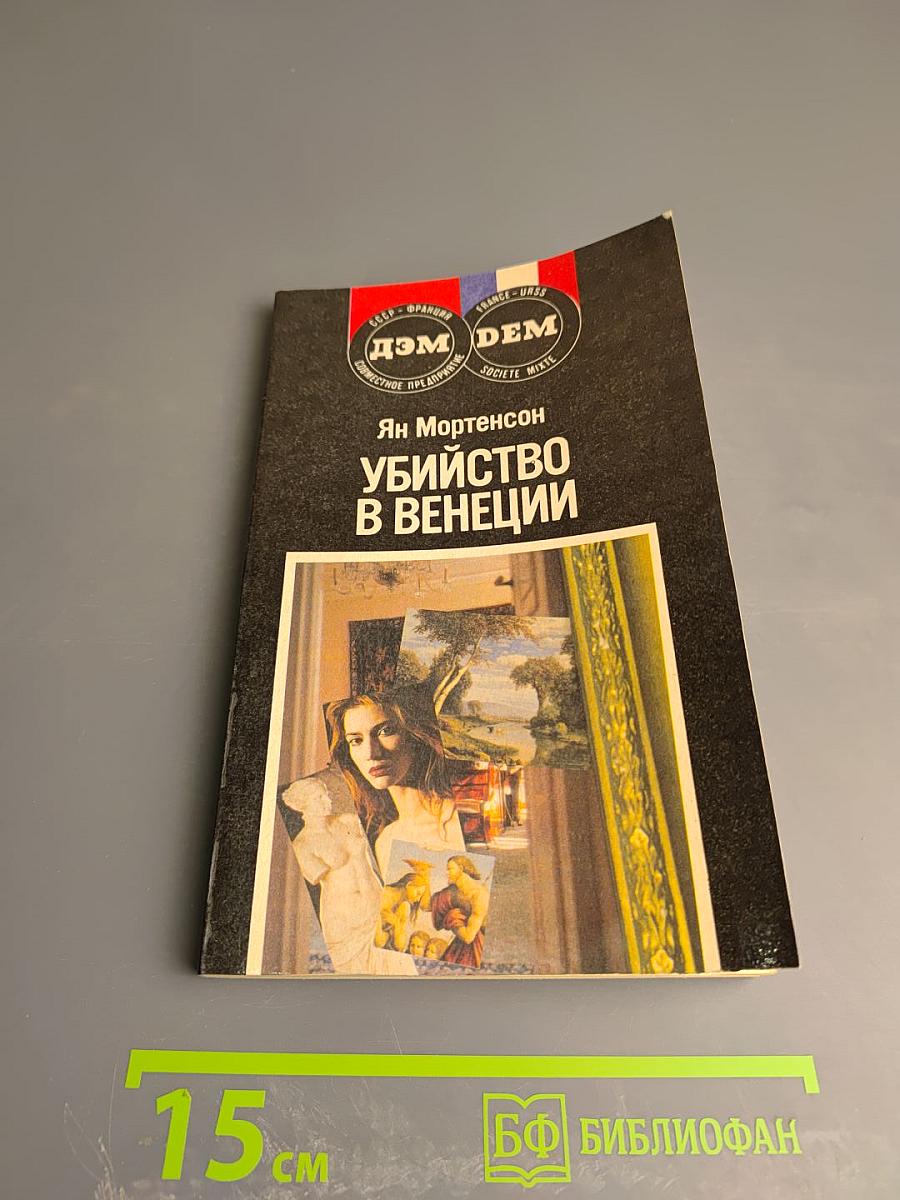 СССР - ФРАНЦИЯ
ДЭМ
СОВМЕСТНОЕ ПРЕДПРИЯТИЕ
FRANCE - URSS
DEM
SOCIETE MIXTE
Ян Мортенсон
УБИЙСТВО
В ВЕНЕЦИИ
15 см
БФ БИБЛИОФАН